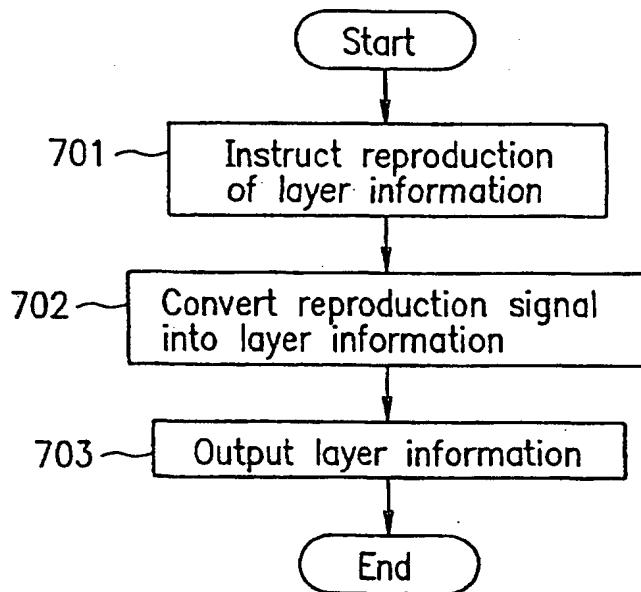 Start
701
Instruct reproduction
of layer information
702
Convert reproduction signal
into layer information
703
Output layer information
End